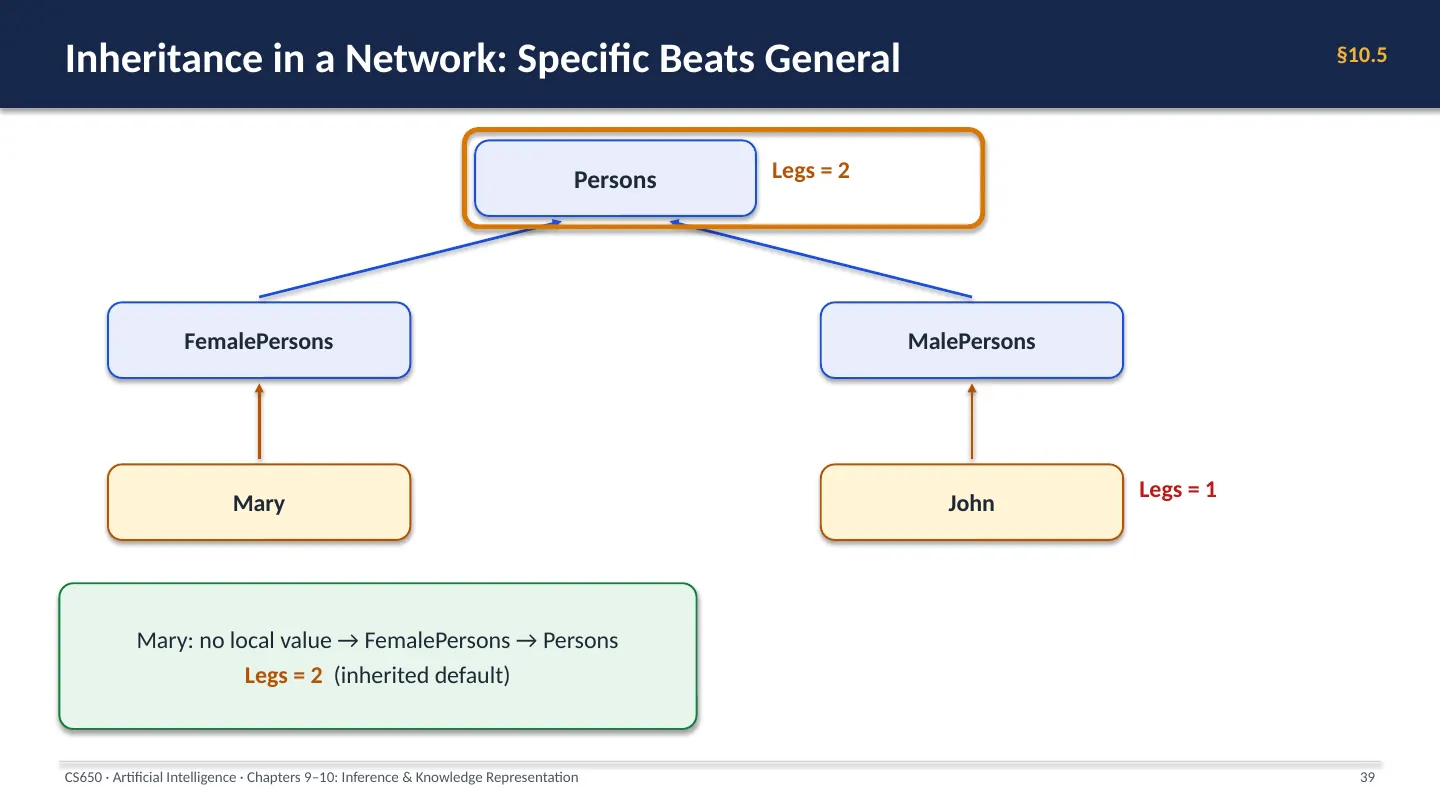 Inheritance in a Network: Specific Beats General
§10.5
Persons
Legs = 2
FemalePersons
MalePersons
Mary
John
Legs = 1
Mary: no local value → FemalePersons → Persons
Legs = 2 (inherited default)
CS650 · Artificial Intelligence · Chapters 9–10: Inference & Knowledge Representation
39